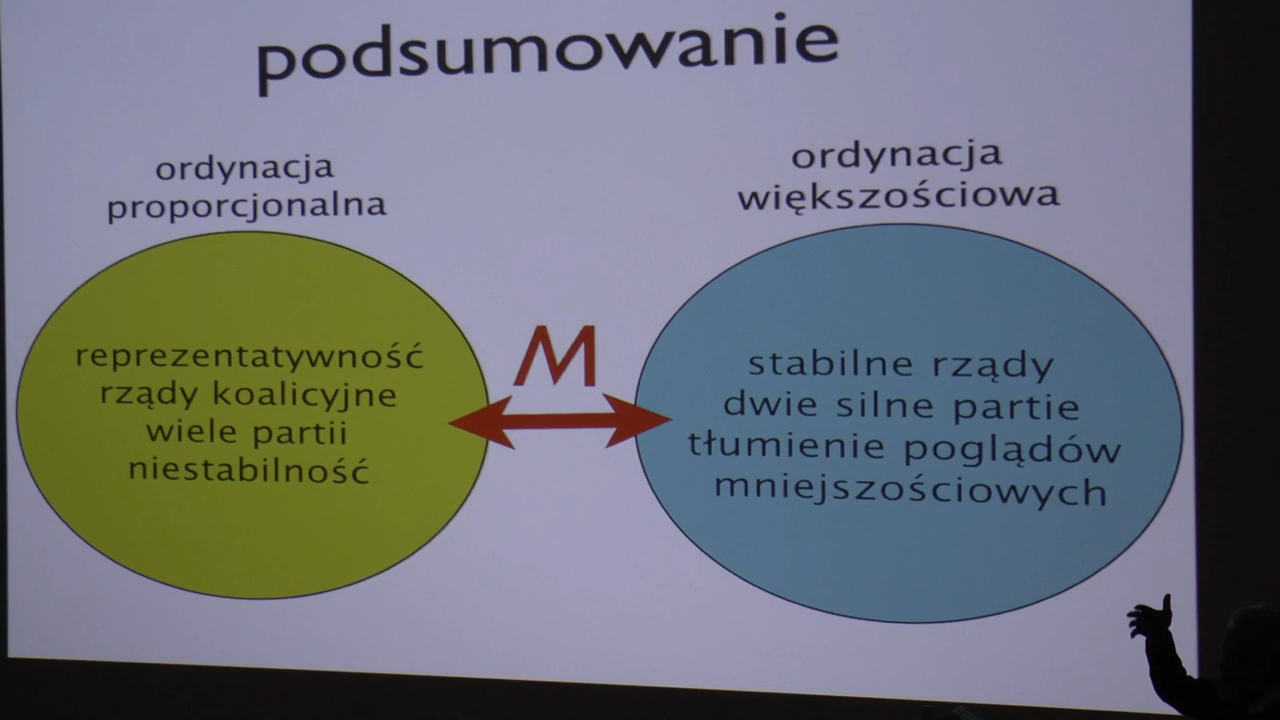 podsumowanie
ordynacja
proporcjonalna
reprezentatywność
rządy koalicyjne
wiele partii
niestabilność
M
ordynacja
większościowa
stabilne rządy
dwie silne partie
tłumienie poglądów
mniejszościowych